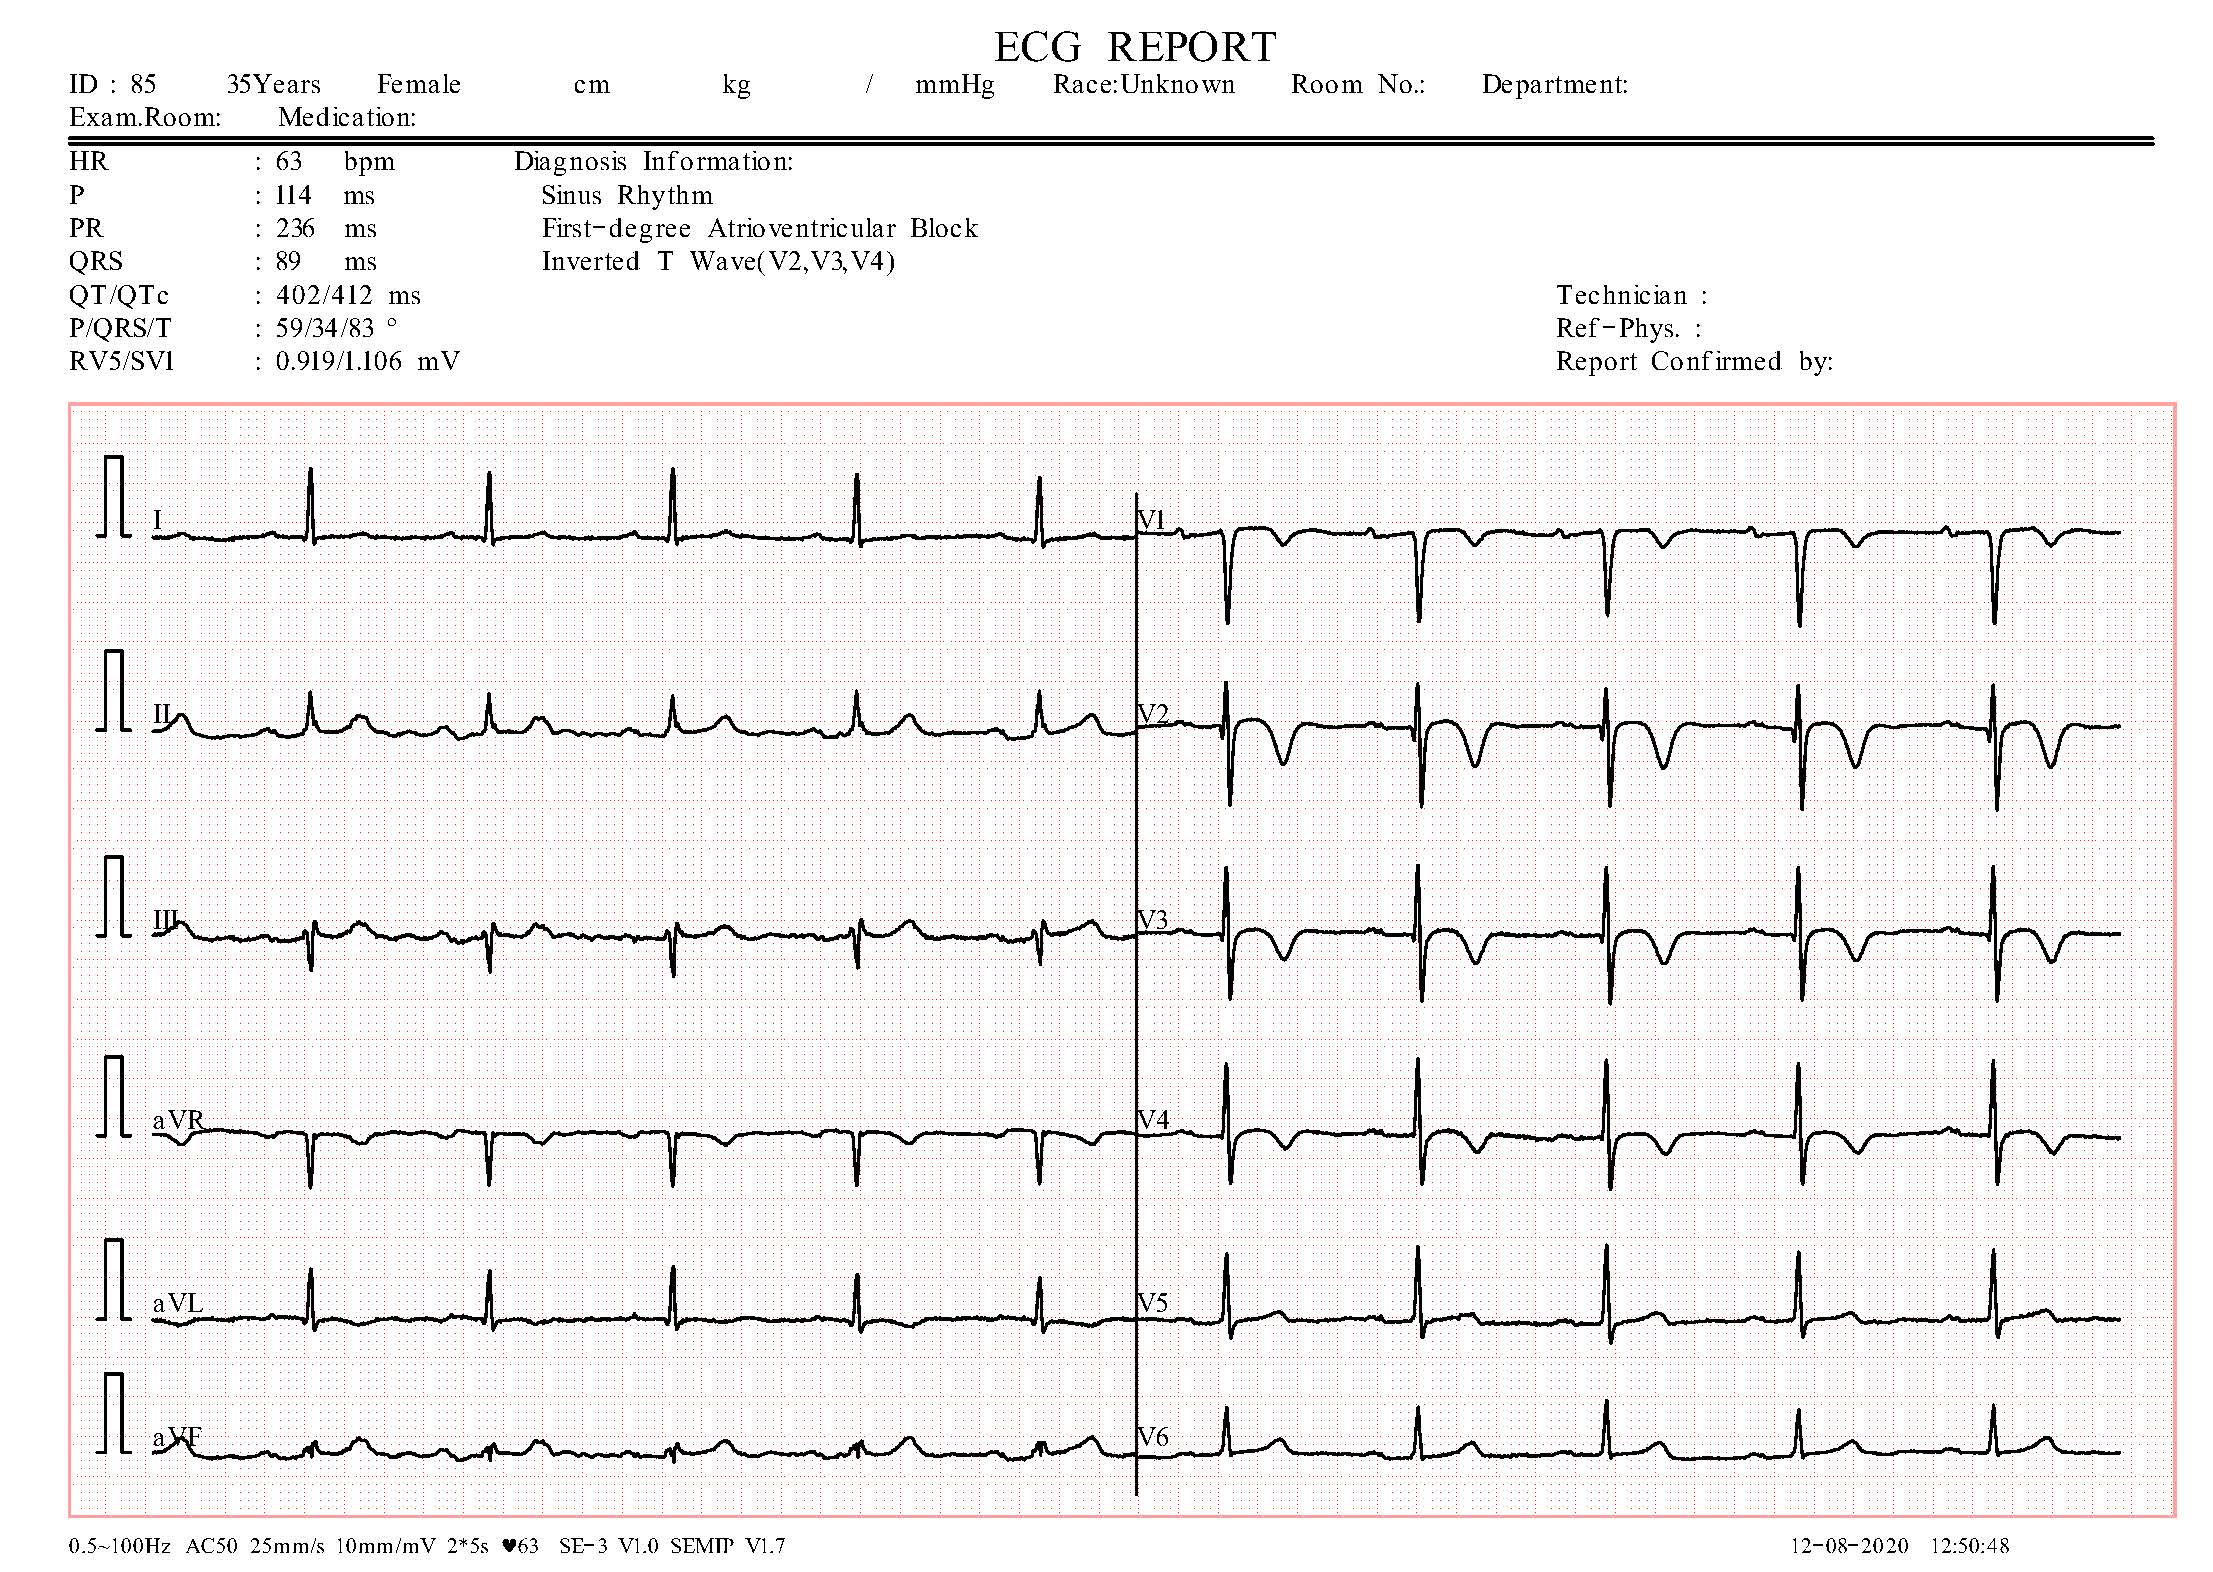 ECG REPORT
ID : 85 35Years Female cm kg / mmHg Race:Unknown Room No.: Department:
Exam.Room: Medication:
HR : 63 bpm Diagnosis Information:
P : 114 ms Sinus Rhythm
PR : 236 ms First-degree Atrioventricular Block
QRS : 89 ms Inverted T Wave(V2,V3,V4)
QT/QTc : 402/412 ms Technician :
P/QRS/T : 59/34/83 ° Ref-Phys. :
RV5/SV1 : 0.919/1.106 mV Report Confirmed by:
I V1
II V2
III V3
aVR V4
aVL V5
aVF V6
0.5~100Hz AC50 25mm/s 10mm/mV 2*5s ♥63 SE-3 V1.0 SEMIP V1.7 12-08-2020 12:50:48